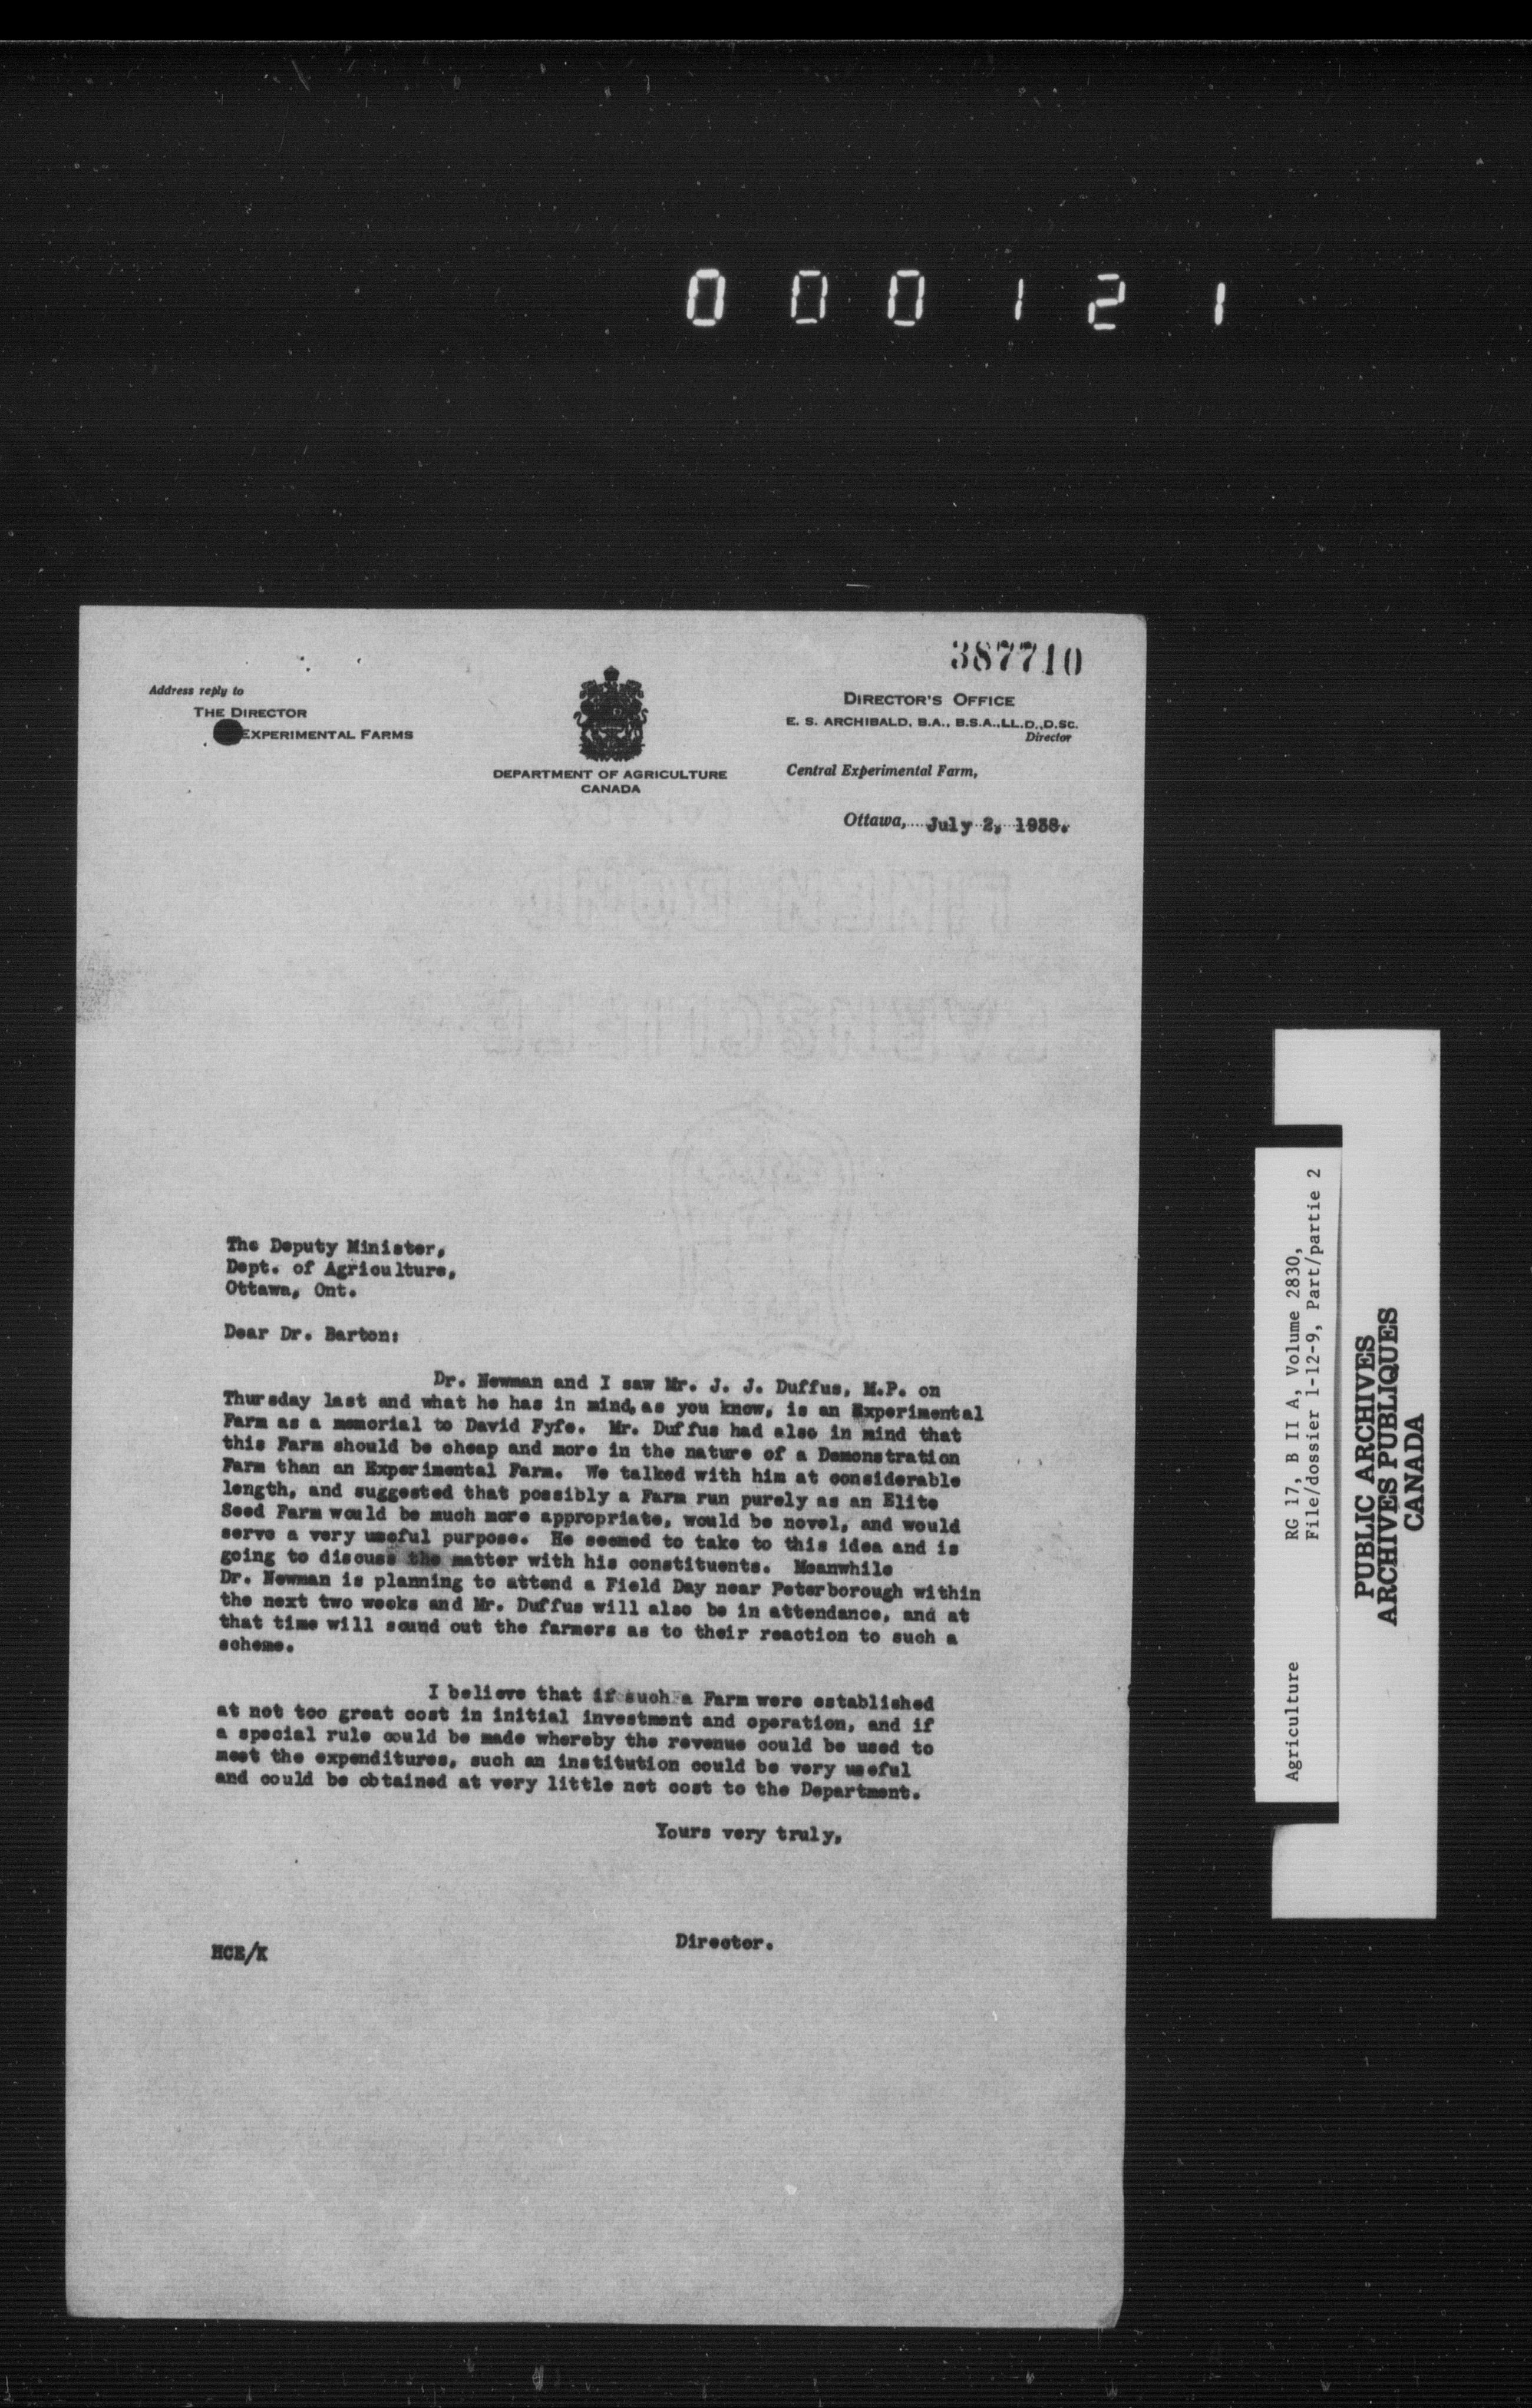 000121
387710
Address reply to
THE DIRECTOR
EXPERIMENTAL FARMS
DEPARTMENT OF AGRICULTURE
CANADA
DIRECTOR'S OFFICE
E. S. ARCHIBALD, B.A., B.S.A., LL.D., D.SC.
Director
Central Experimental Farm,
Ottawa, July 2, 1938.
The Deputy Minister,
Dept. of Agriculture,
Ottawa, Ont.
Dear Dr. Barton:
Dr. Newman and I saw Mr. J. J. Duffus, M.P. on
Thursday last and what he has in mind, as you know, is an Experimental
Farm as a memorial to David Fyfe. Mr. Duffus had also in mind that
this Farm should be cheap and more in the nature of a Demonstration
Farm than an Experimental Farm. We talked with him at considerable
length, and suggested that possibly a Farm run purely as an Elite
Seed Farm would be much more appropriate, would be novel, and would
serve a very useful purpose. He seemed to take to this idea and is
going to discuss the matter with his constituents. Meanwhile
Dr. Newman is planning to attend a Field Day near Peterborough within
the next two weeks and Mr. Duffus will also be in attendance, and at
that time will sound out the farmers as to their reaction to such a
scheme.
I believe that if such a Farm were established
at not too great cost in initial investment and operation, and if
a special rule could be made whereby the revenue could be used to
meet the expenditures, such an institution could be very useful
and could be obtained at very little net cost to the Department.
Yours very truly,
Director.
HCE/K
Agriculture RG 17, B II A, Volume 2830,
File/dossier 1-12-9, Part/partie 2
PUBLIC ARCHIVES
ARCHIVES PUBLIQUES
CANADA